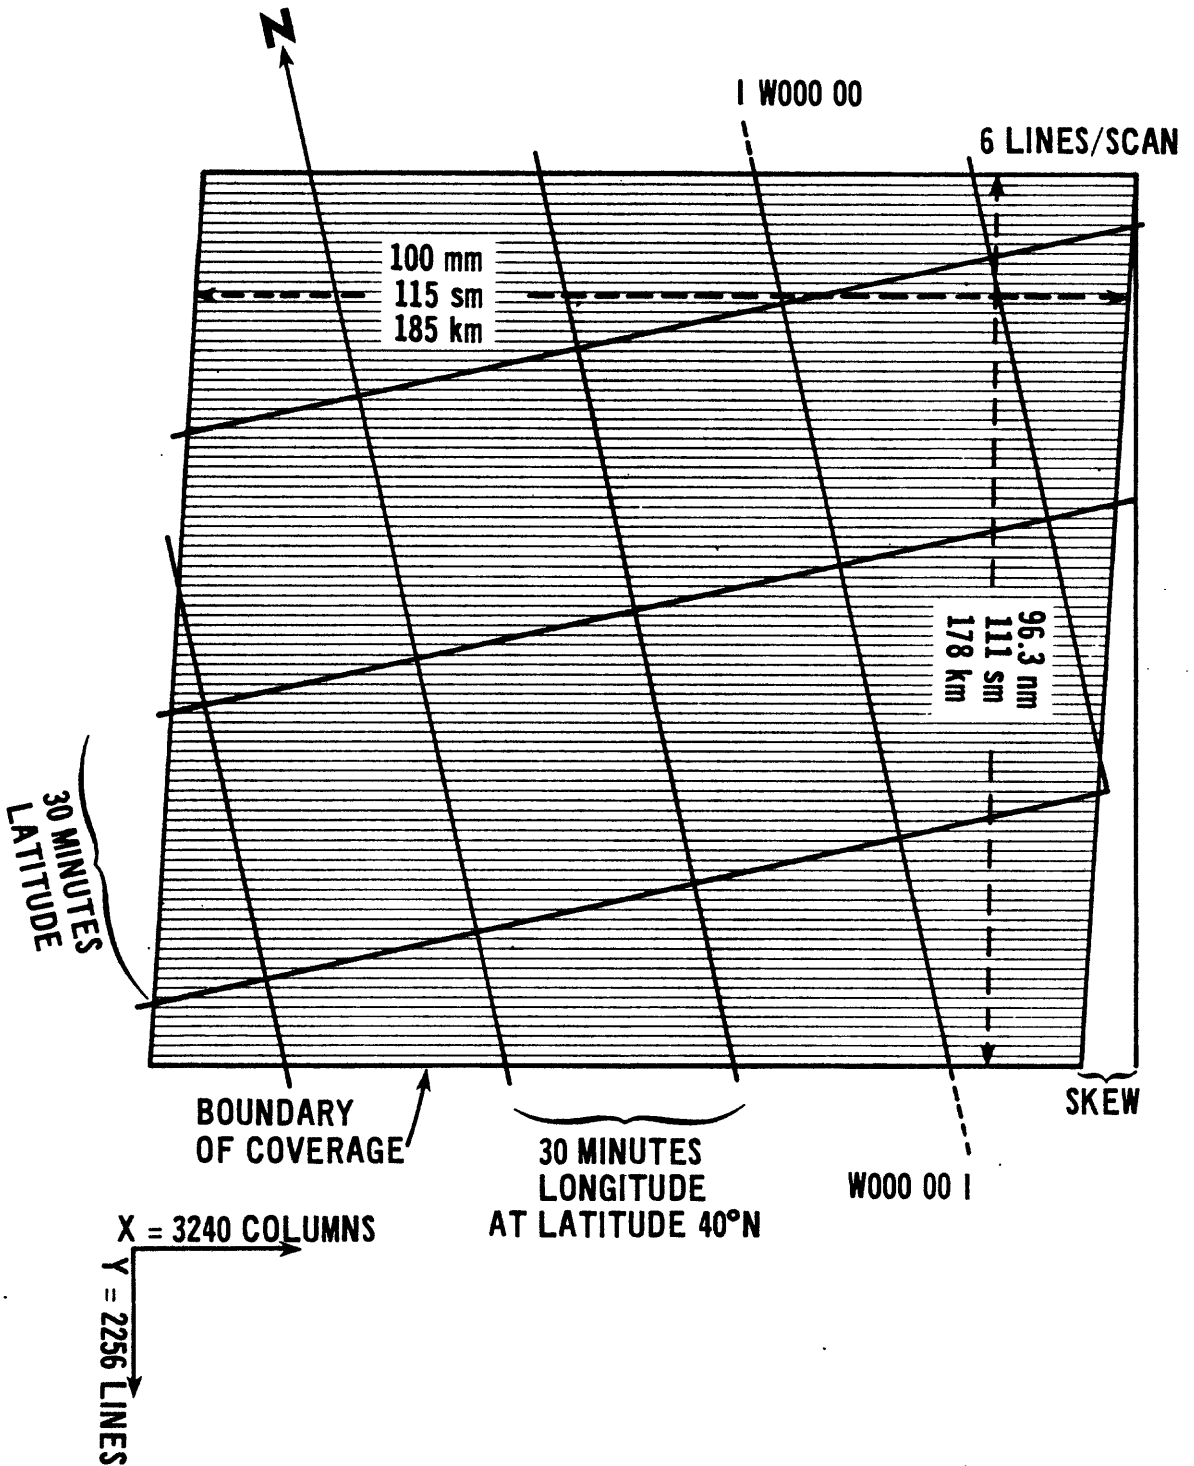 N
I W000 00
6 LINES/SCAN
100 mm
115 sm
185 km
96.3 nm
111 sm
178 km
30 MINUTES
LATITUDE
BOUNDARY
OF COVERAGE
30 MINUTES
LONGITUDE
AT LATITUDE 40°N
SKEW
W000 00 I
X = 3240 COLUMNS
Y = 2256 LINES